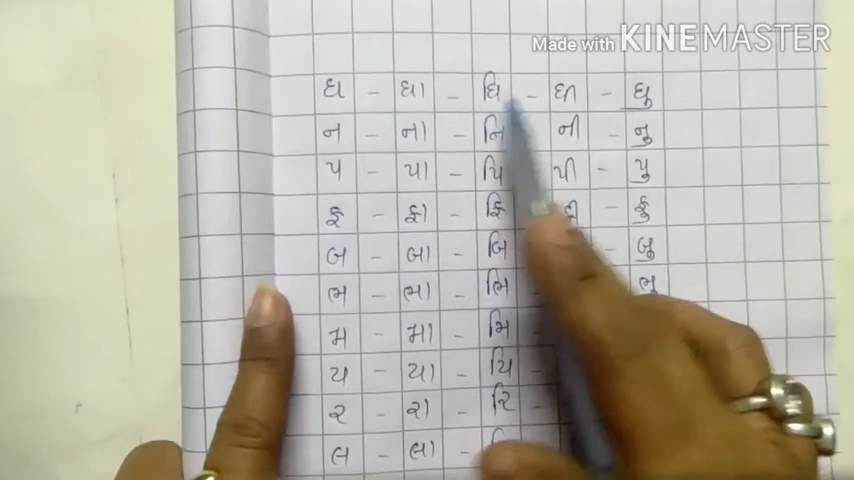 Made with KINEMASTER
ધ - ધા - ધિ - ધી - ધુ
ન - ના - નિ ની - નુ
પ - પા - પિ પી - પુ
ફ - ફા - ફિ - ફુ
બ - બા - બિ બુ
ભ - ભા - ભિ ભુ
મ - મા - મિ
ય - યા - યિ -
ર - રા - રિ -
લ - લા -